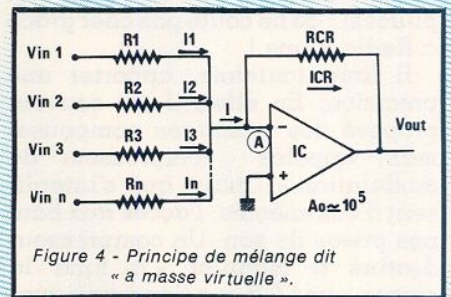 Vin 1
R1
I1
Vin 2
R2
I2
Vin 3
R3
I3
Vin n
Rn
In
RCR
ICR
A
-
+
IC
Vout
Ao≃10⁵
Figure 4 - Principe de mélange dit
« à masse virtuelle ».